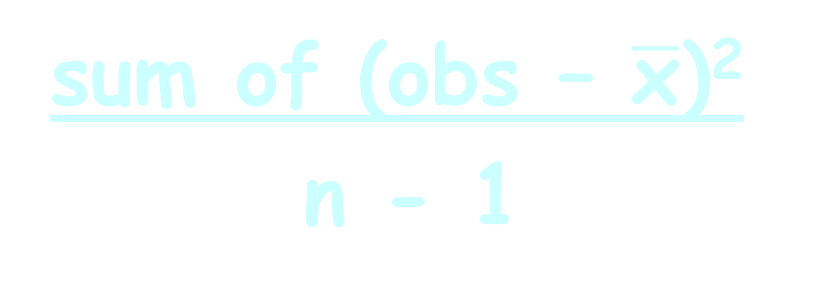 sum of (obs – x̅)²
n - 1